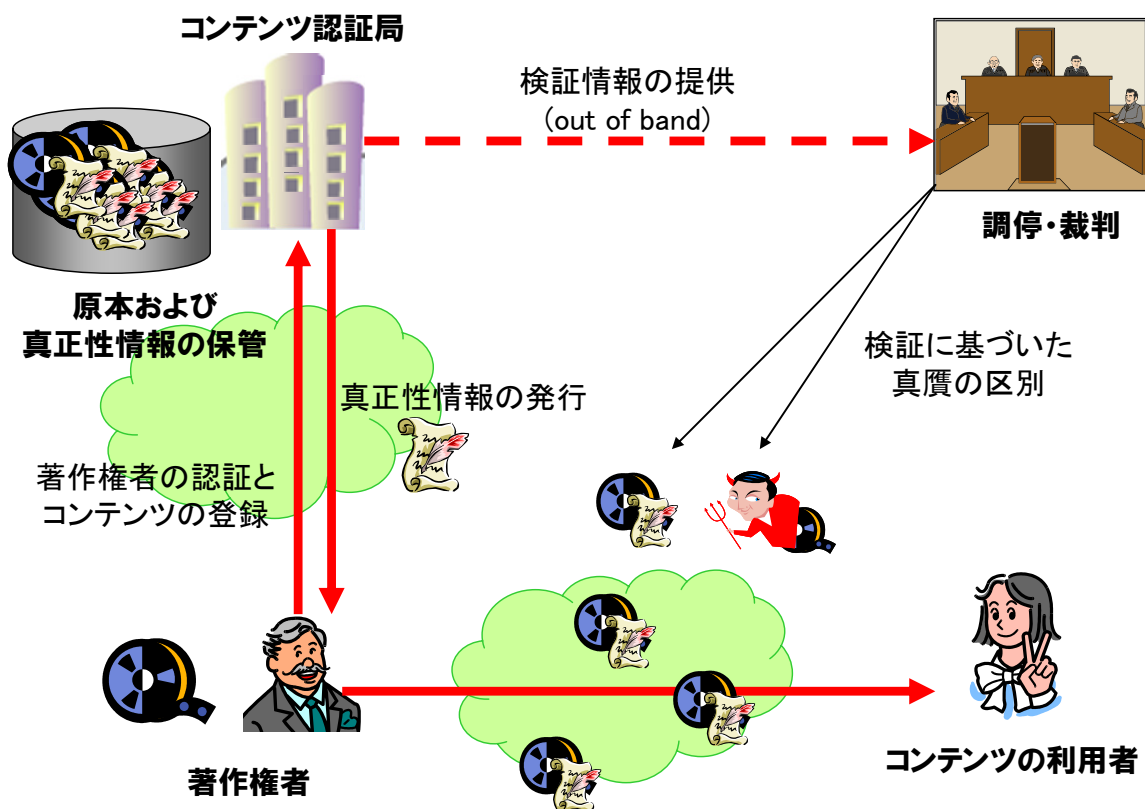 コンテンツ認証局
検証情報の提供
(out of band)
調停・裁判
原本および
真正性情報の保管
検証に基づいた
真贋の区別
真正性情報の発行
著作権者の認証と
コンテンツの登録
著作権者
コンテンツの利用者